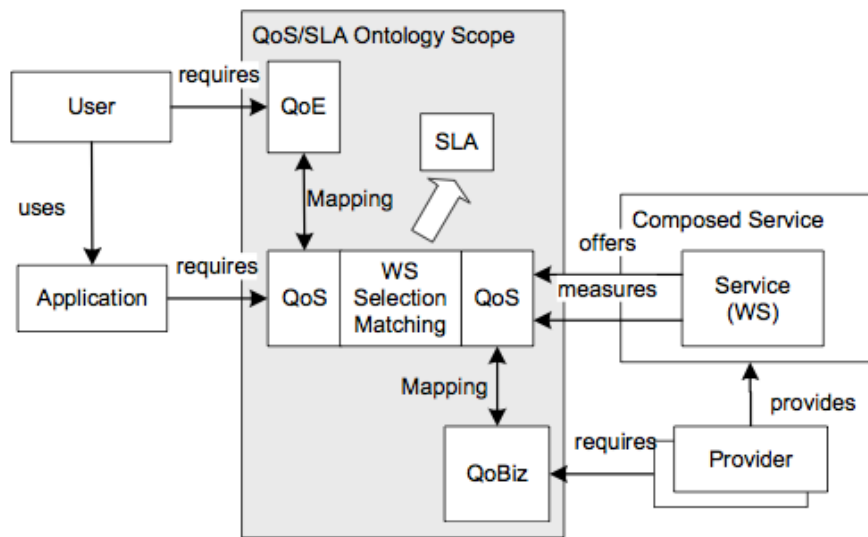 QoS/SLA Ontology Scope
requires
User
QoE
SLA
Mapping
uses
Composed Service
offers
requires
Application
QoS
WS
Selection
Matching
QoS
measures
Service
(WS)
Mapping
provides
requires
QoBiz
Provider